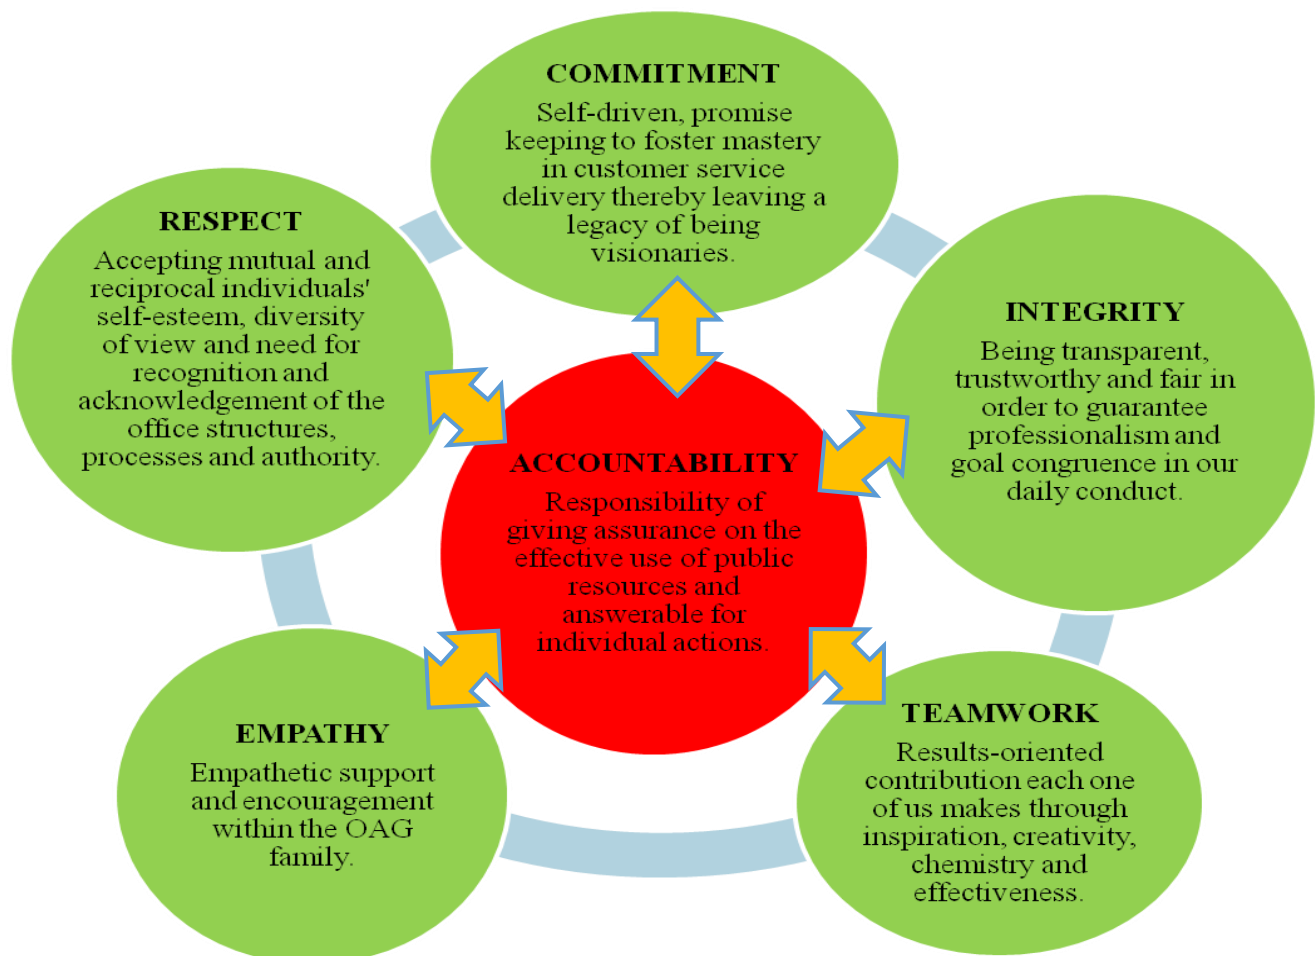 COMMITMENT
Self-driven, promise
keeping to foster mastery
in customer service
delivery thereby leaving a
legacy of being
visionaries.
RESPECT
Accepting mutual and
reciprocal individuals'
self-esteem, diversity
of view and need for
recognition and
acknowledgement of the
office structures,
processes and authority.
INTEGRITY
Being transparent,
trustworthy and fair in
order to guarantee
professionalism and
goal congruence in our
daily conduct.
ACCOUNTABILITY
Responsibility of
giving assurance on the
effective use of public
resources and
answerable for
individual actions.
EMPATHY
Empathetic support
and encouragement
within the OAG
family.
TEAMWORK
Results-oriented
contribution each one
of us makes through
inspiration, creativity,
chemistry and
effectiveness.